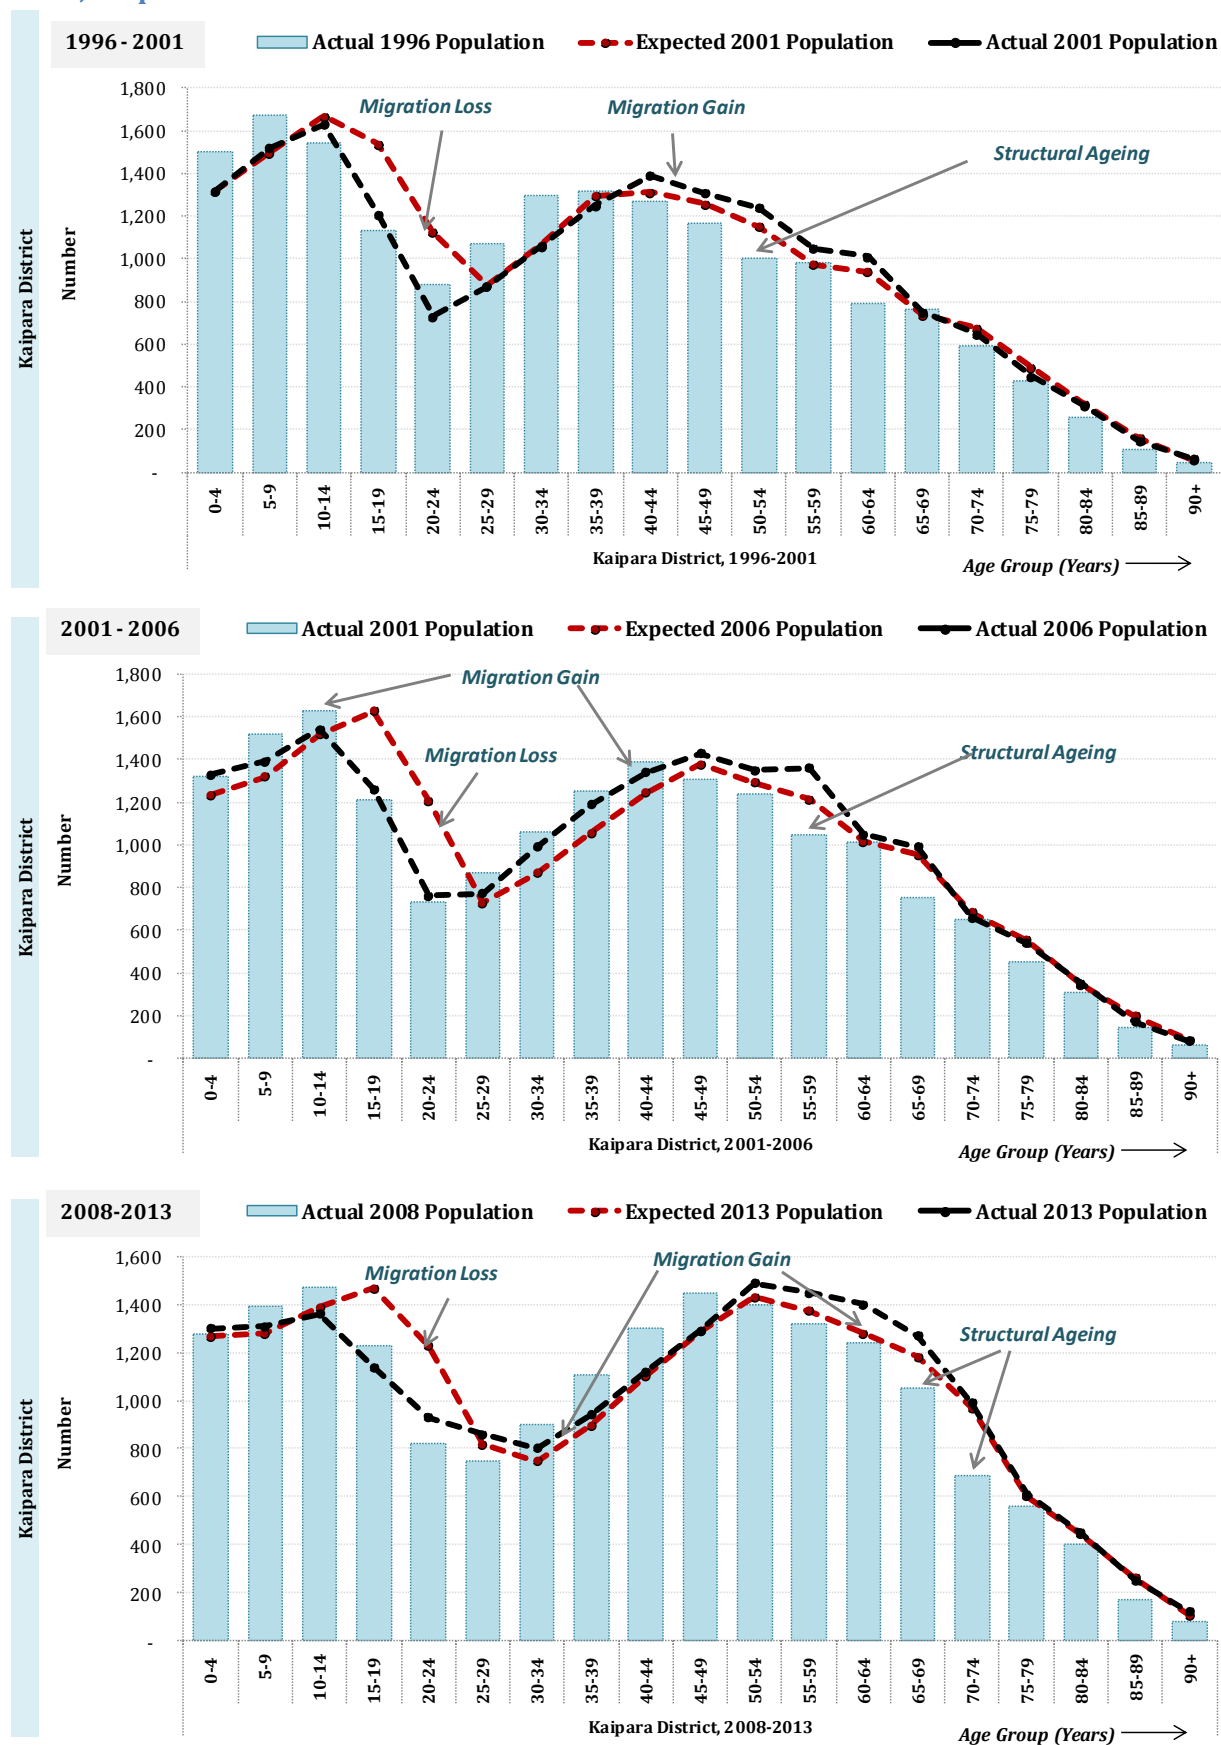 1996 - 2001
Actual 1996 Population
Expected 2001 Population
Actual 2001 Population
Kaipara District
Number
1,800
1,600
1,400
1,200
1,000
800
600
400
200
-
Migration Loss
Migration Gain
Structural Ageing
0-4
5-9
10-14
15-19
20-24
25-29
30-34
35-39
40-44
45-49
50-54
55-59
60-64
65-69
70-74
75-79
80-84
85-89
90+
Kaipara District, 1996-2001
Age Group (Years)
2001 - 2006
Actual 2001 Population
Expected 2006 Population
Actual 2006 Population
Kaipara District
Number
1,800
1,600
1,400
1,200
1,000
800
600
400
200
-
Migration Gain
Migration Loss
Structural Ageing
0-4
5-9
10-14
15-19
20-24
25-29
30-34
35-39
40-44
45-49
50-54
55-59
60-64
65-69
70-74
75-79
80-84
85-89
90+
Kaipara District, 2001-2006
Age Group (Years)
2008-2013
Actual 2008 Population
Expected 2013 Population
Actual 2013 Population
Kaipara District
Number
1,600
1,400
1,200
1,000
800
600
400
200
-
Migration Loss
Migration Gain
Structural Ageing
0-4
5-9
10-14
15-19
20-24
25-29
30-34
35-39
40-44
45-49
50-54
55-59
60-64
65-69
70-74
75-79
80-84
85-89
90+
Kaipara District, 2008-2013
Age Group (Years)